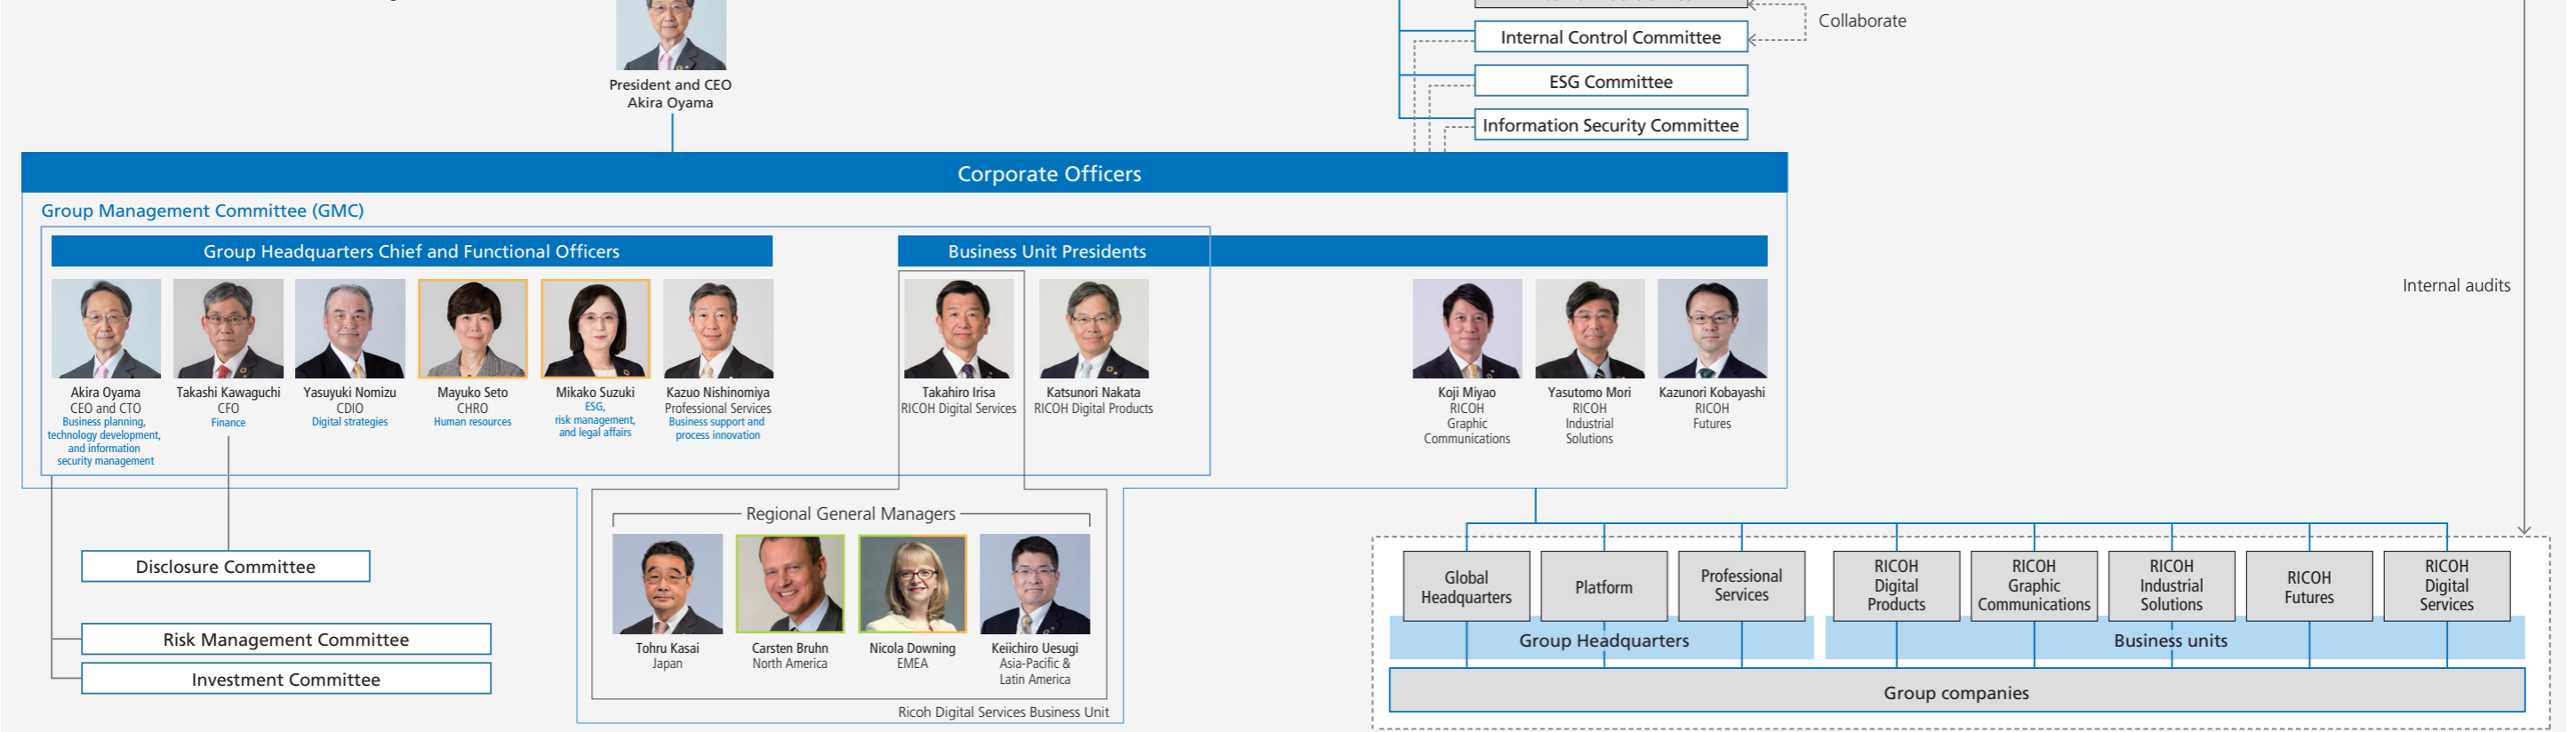 Collaborate
Internal Control Committee
ESG Committee
Information Security Committee
President and CEO
Akira Oyama
Corporate Officers
Group Management Committee (GMC)
Group Headquarters Chief and Functional Officers
Business Unit Presidents
Internal audits
Akira Oyama
CEO and CTO
Business planning,
technology development,
and information
security management
Takashi Kawaguchi
CFO
Finance
Yasuyuki Nomizu
CDIO
Digital strategies
Mayuko Seto
CHRO
Human resources
Mikako Suzuki
ESG,
risk management,
and legal affairs
Kazuo Nishinomiya
Professional Services
Business support and
process innovation
Takahiro Irisa
RICOH Digital Services
Katsunori Nakata
RICOH Digital Products
Koji Miyao
RICOH
Graphic
Communications
Yasutomo Mori
RICOH
Industrial
Solutions
Kazunori Kobayashi
RICOH
Futures
Regional General Managers
Tohru Kasai
Japan
Carsten Bruhn
North America
Nicola Downing
EMEA
Keiichiro Uesugi
Asia-Pacific &
Latin America
Ricoh Digital Services Business Unit
Disclosure Committee
Risk Management Committee
Investment Committee
Global
Headquarters
Platform
Professional
Services
RICOH
Digital
Products
RICOH
Graphic
Communications
RICOH
Industrial
Solutions
RICOH
Futures
RICOH
Digital
Services
Group Headquarters
Business units
Group companies